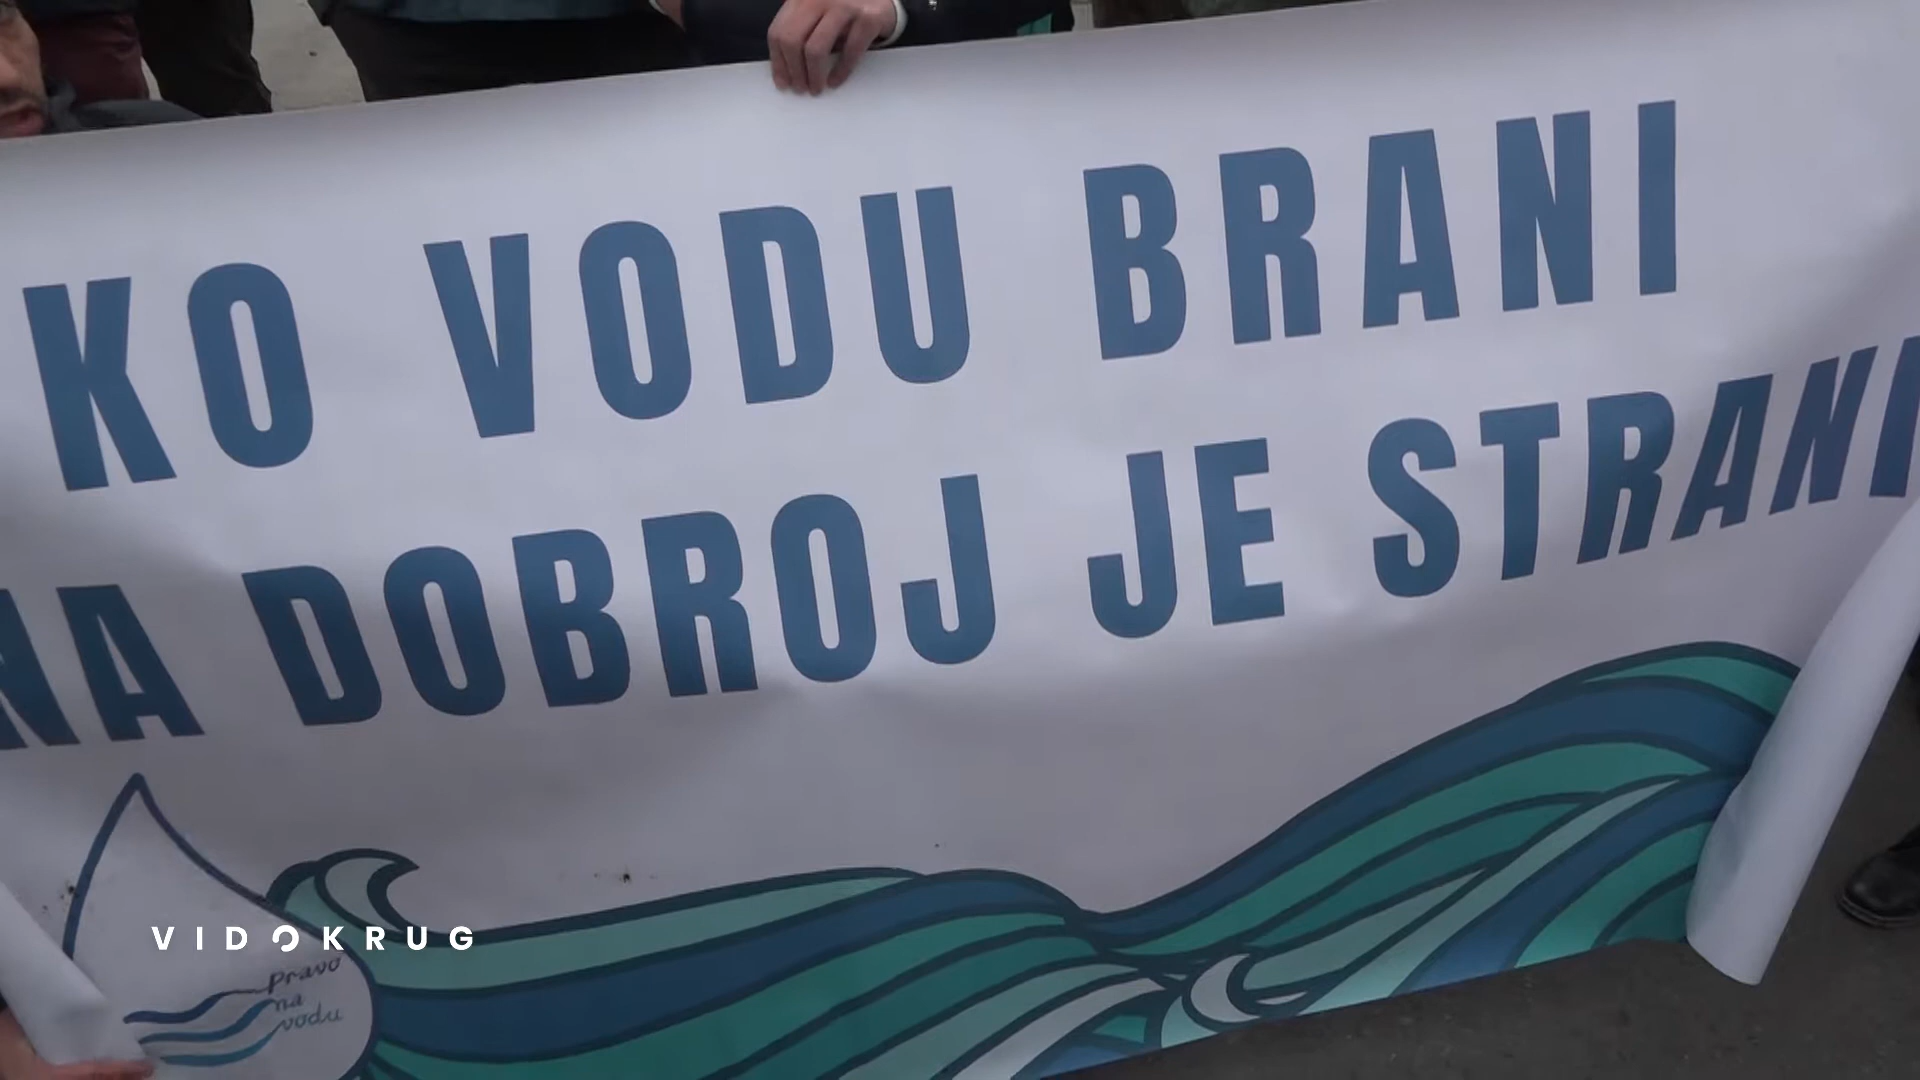 KO VODU BRANI
NA DOBROJ JE STRANI
VIDOKRUG
Pravo
na
vodu